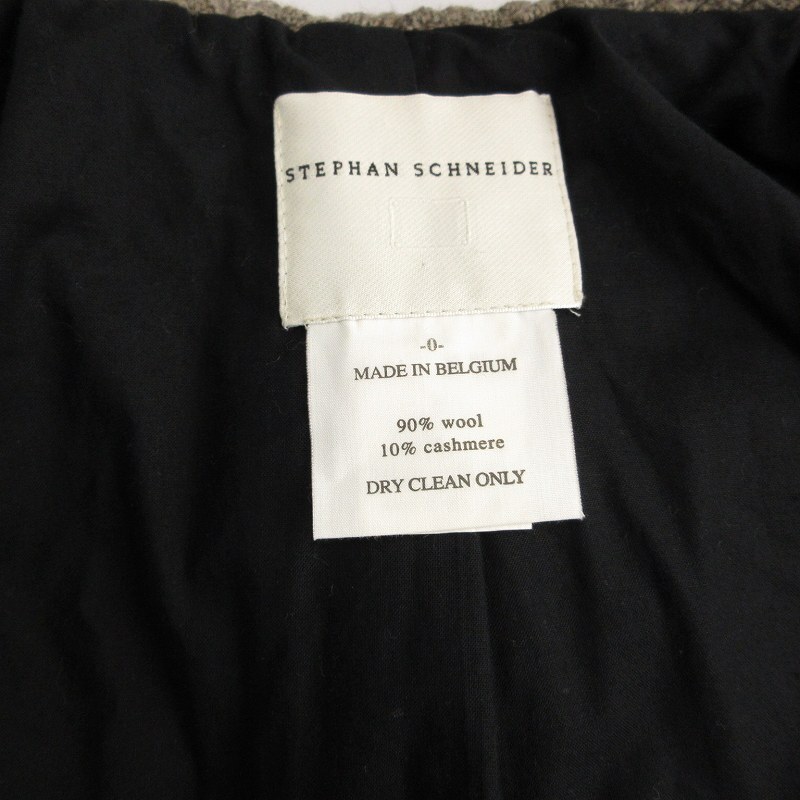 STEPHAN SCHNEIDER
-0-
MADE IN BELGIUM
90% wool
10% cashmere
DRY CLEAN ONLY